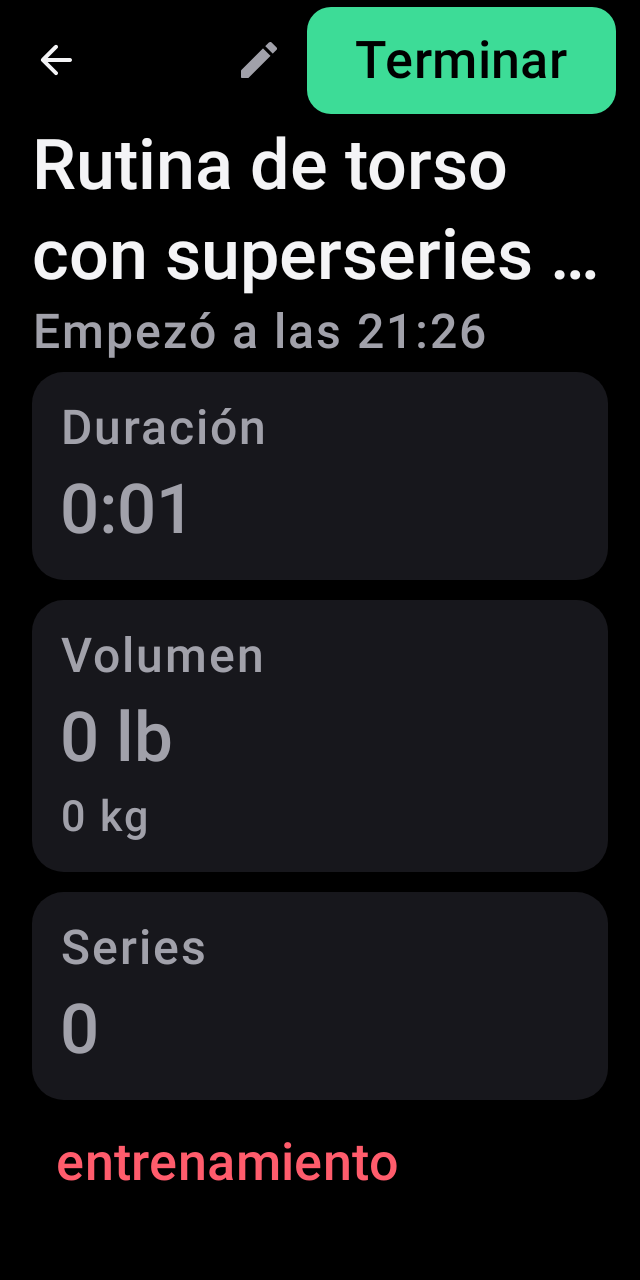 Terminar
Rutina de torso
con superseries …
Empezó a las 21:26
Duración
0:01
Volumen
0 lb
0 kg
Series
0
entrenamiento